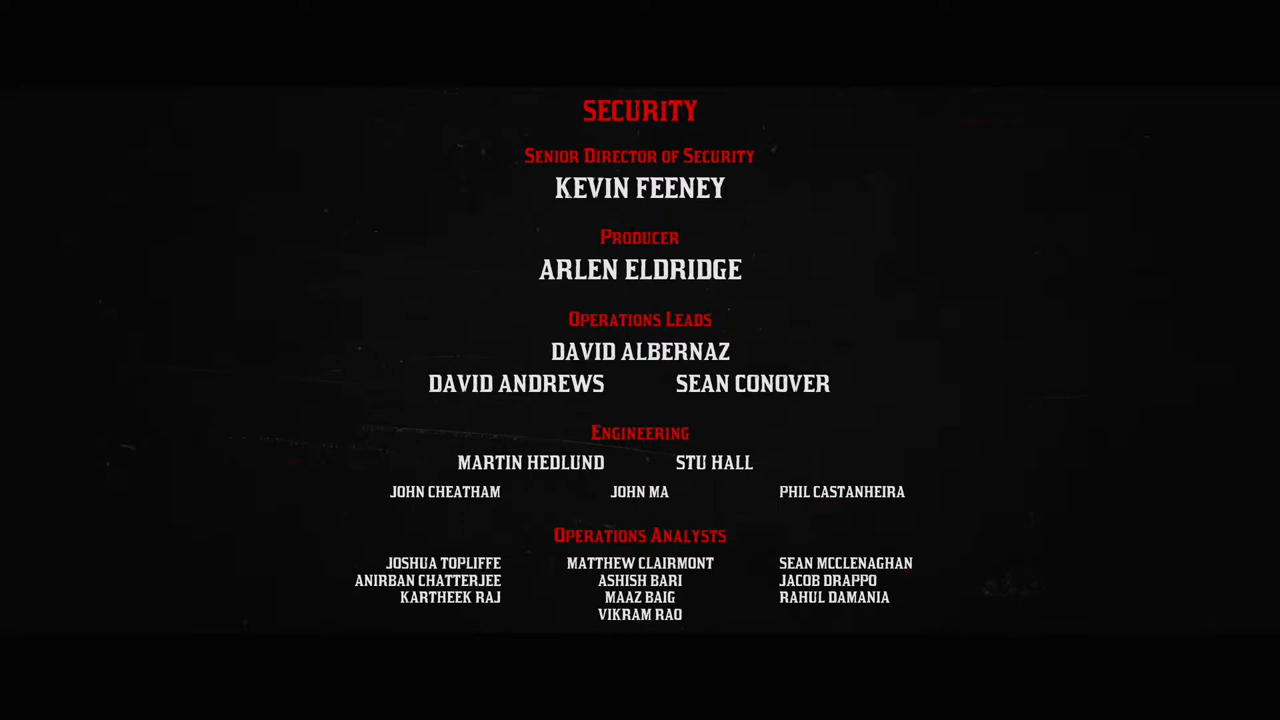 SECURITY
SENIOR DIRECTOR OF SECURITY
KEVIN FEENEY
PRODUCER
ARLEN ELDRIDGE
OPERATIONS LEADS
DAVID ALBERNAZ
DAVID ANDREWS SEAN CONOVER
ENGINEERING
MARTIN HEDLUND STU HALL
JOHN CHEATHAM JOHN MA PHIL CASTANHEIRA
OPERATIONS ANALYSTS
JOSHUA TOPLIFFE MATTHEW CLAIRMONT SEAN MCCLENAGHAN
ANIRBAN CHATTERJEE ASHISH BARI JACOB DRAPPO
KARTHEEK RAJ MAAZ BAIG RAHUL DAMANIA
VIKRAM RAO